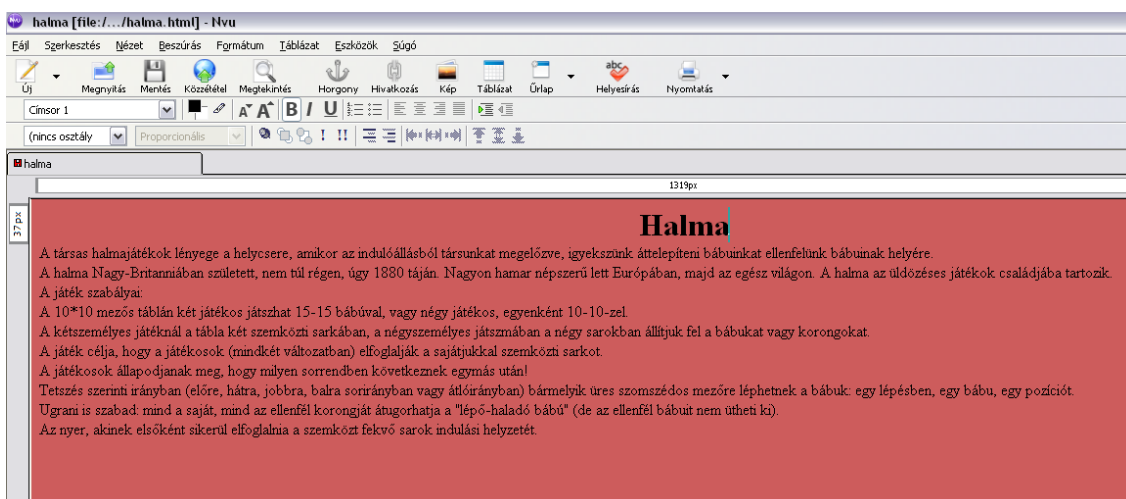 halma [file:/.../halma.html] - Nvu
Fájl Szerkesztés Nézet Beszúrás Formátum Táblázat Eszközök Súgó
Új Megnyitás Mentés Közzététel Megtekintés Horgony Hivatkozás Kép Táblázat Űrlap Helyesírás Nyomtatás
Címsor 1
(nincs osztály Proporcionális
halma
1319px
37px
Halma
A társas halmajátékok lényege a helycsere, amikor az indulóállásból társunkat megelőzve, igyekszünk áttelepíteni bábuinkat ellenfelünk bábuinak helyére.
A halma Nagy-Britanniában született, nem túl régen, úgy 1880 táján. Nagyon hamar népszerű lett Európában, majd az egész világon. A halma az üldözéses játékok családjába tartozik.
A játék szabályai:
A 10*10 mezős táblán két játékos játszhat 15-15 bábúval, vagy négy játékos, egyenként 10-10-zel.
A kétszemélyes játéknál a tábla két szemközti sarkában, a négyszemélyes játszmában a négy sarokban állítjuk fel a bábukat vagy korongokat.
A játék célja, hogy a játékosok (mindkét változatban) elfoglalják a sajátjukkal szemközti sarkot.
A játékosok állapodjanak meg, hogy milyen sorrendben következnek egymás után!
Tetszés szerinti irányban (előre, hátra, jobbra, balra sorirányban vagy átlóirányban) bármelyik üres szomszédos mezőre léphetnek a bábuk: egy lépésben, egy bábu, egy pozíciót.
Ugrani is szabad: mind a saját, mind az ellenfél korongját átugorhatja a "lépő-haladó bábú" (de az ellenfél bábuit nem ütheti ki).
Az nyer, akinek elsőként sikerül elfoglalnia a szemközt fekvő sarok indulási helyzetét.